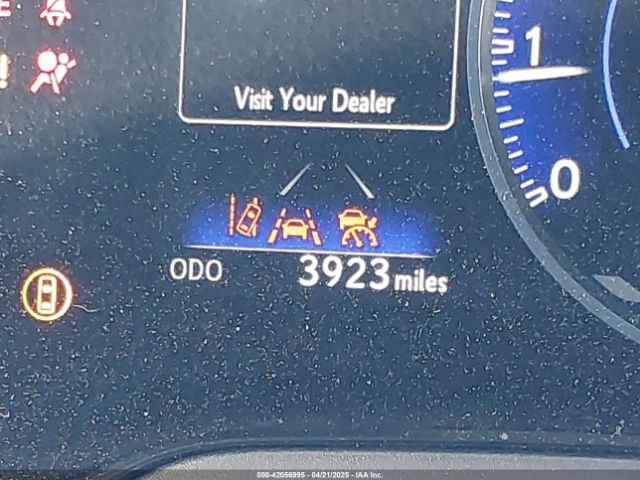 E
!
Visit Your Dealer
1
0
ODO 3923 miles
000-42056995 - 04/21/2025 - IAA Inc.